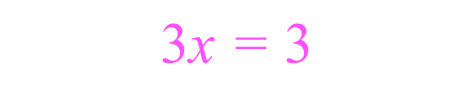 3x = 3